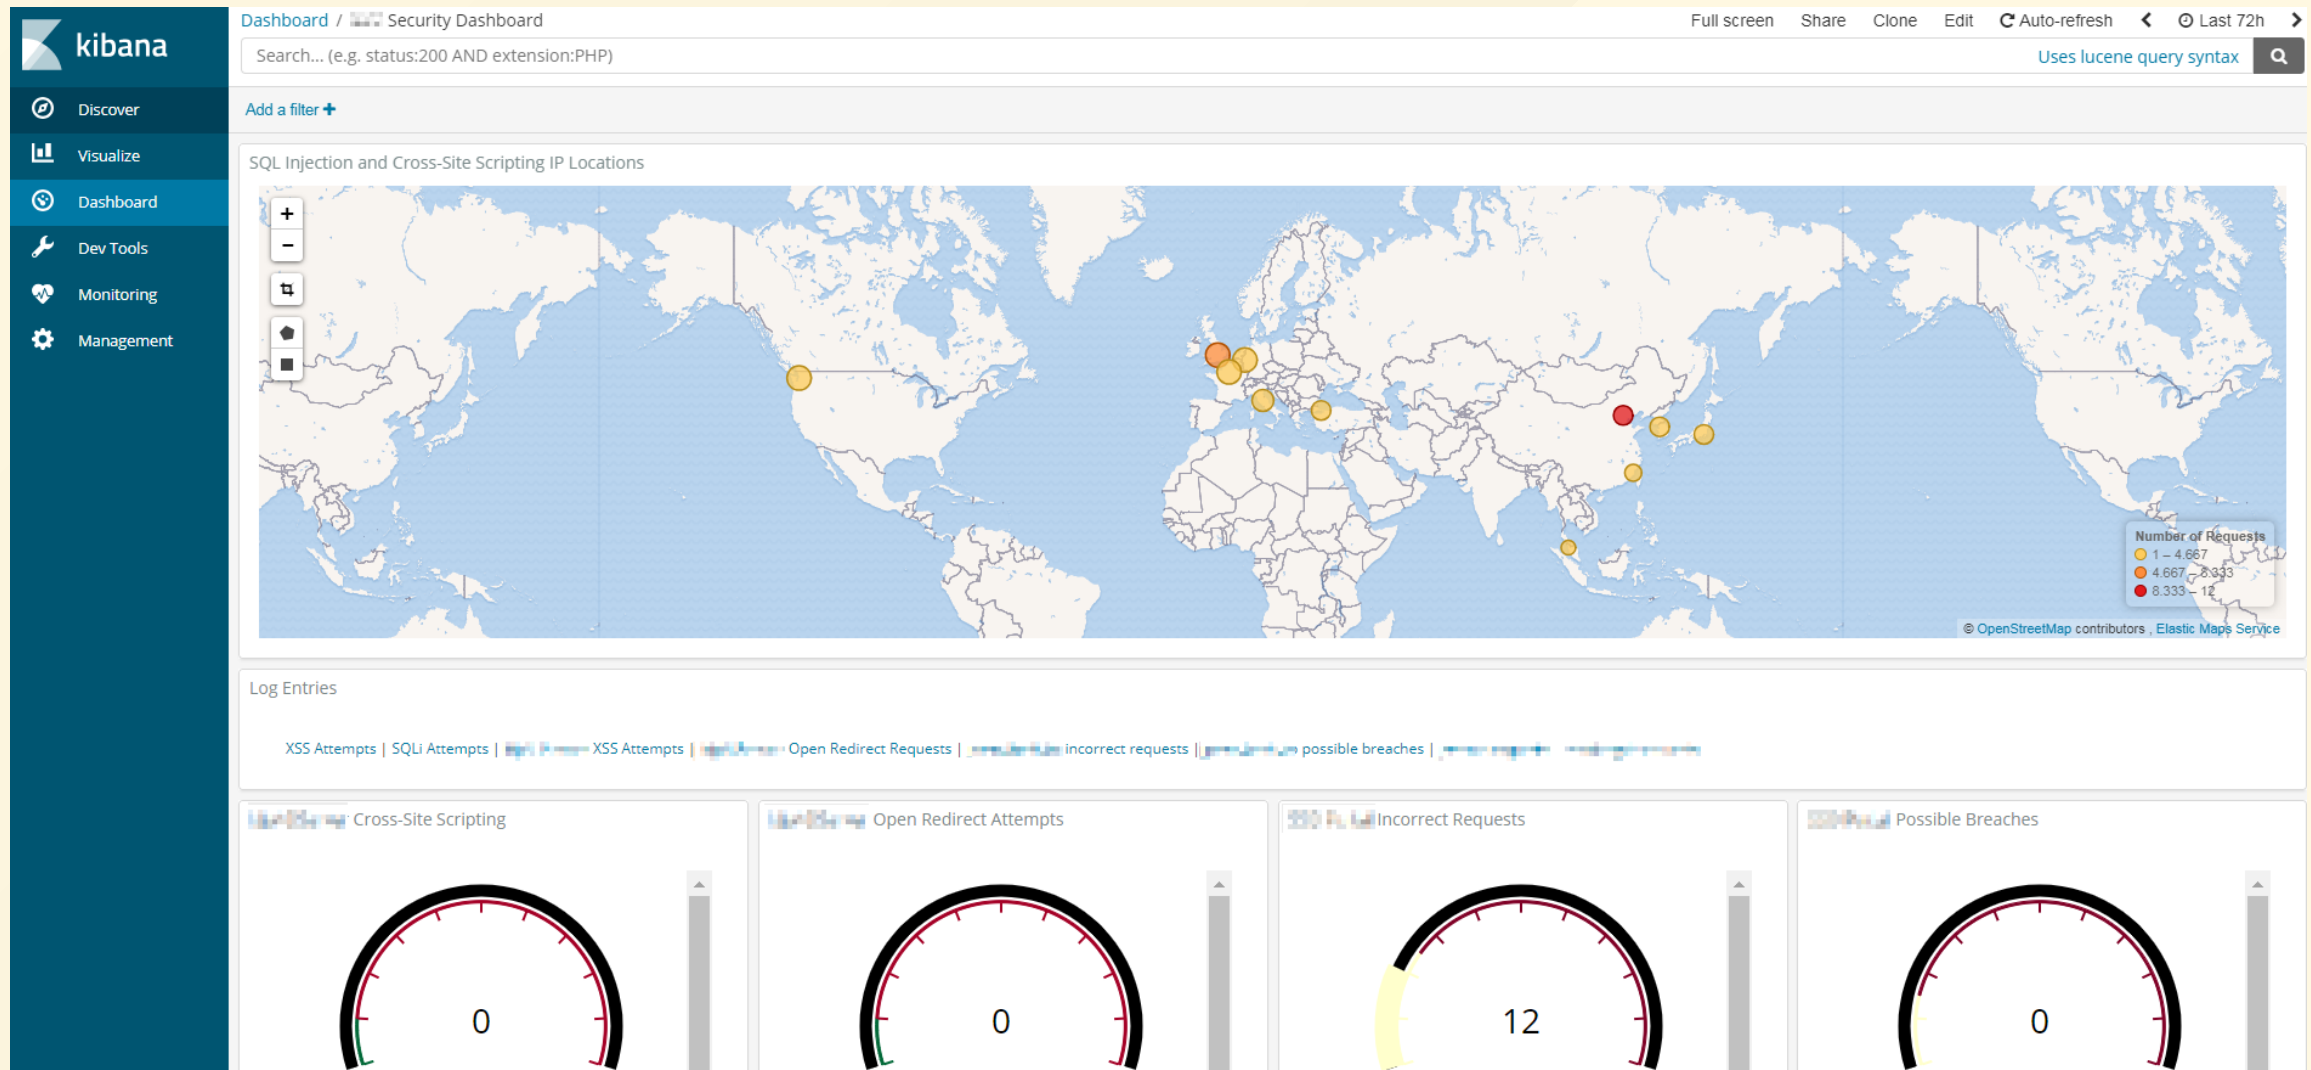 kibana
Dashboard / Security Dashboard
Full screen Share Clone Edit Auto-refresh Last 72h
Search... (e.g. status:200 AND extension:PHP)
Uses lucene query syntax
Discover
Visualize
Dashboard
Dev Tools
Monitoring
Management
Add a filter +
SQL Injection and Cross-Site Scripting IP Locations
+
−
Number of Requests
1 – 4.667
4.667 – 8.333
8.333 – 12
© OpenStreetMap contributors , Elastic Maps Service
Log Entries
XSS Attempts | SQLi Attempts | XSS Attempts | Open Redirect Requests | incorrect requests | possible breaches |
Cross-Site Scripting
0
Open Redirect Attempts
0
Incorrect Requests
12
Possible Breaches
0